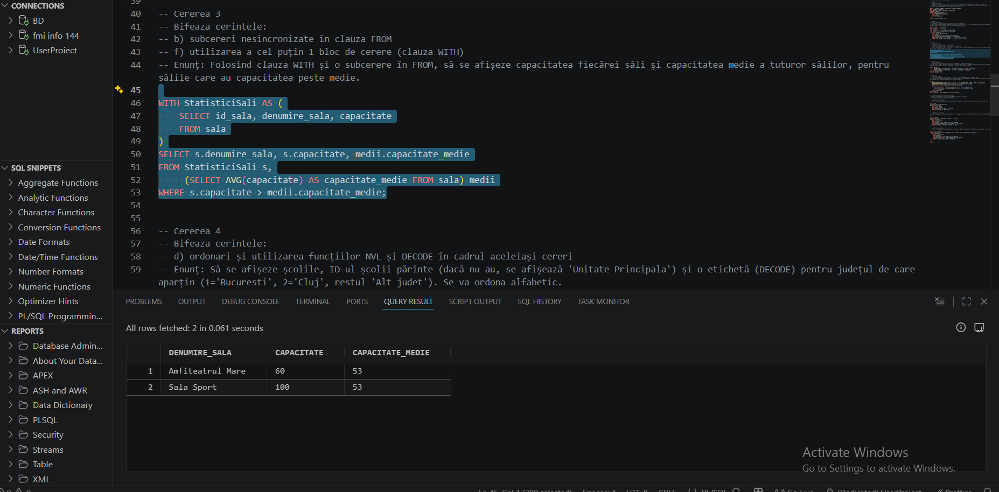 CONNECTIONS
BD
fmi info 144
UserProiect
SQL SNIPPETS
Aggregate Functions
Analytic Functions
Character Functions
Conversion Functions
Date Formats
Date/Time Functions
Number Formats
Numeric Functions
Optimizer Hints
PL/SQL Programmin...
REPORTS
Database Admin...
About Your Data...
APEX
ASH and AWR
Data Dictionary
PLSQL
Security
Streams
Table
XML
39
40 -- Cererea 3
41 -- Bifeaza cerintele:
42 -- b) subcereri nesincronizate în clauza FROM
43 -- f) utilizarea a cel puțin 1 bloc de cerere (clauza WITH)
44 -- Enunț: Folosind clauza WITH și o subcerere în FROM, să se afișeze capacitatea fiecărei săli și capacitatea medie a tuturor sălilor, pentru
sălile care au capacitatea peste medie.
45
46 WITH StatisticiSali AS (
47 SELECT id_sala, denumire_sala, capacitate
48 FROM sala
49 )
50 SELECT s.denumire_sala, s.capacitate, medii.capacitate_medie
51 FROM StatisticiSali s,
52 (SELECT AVG(capacitate) AS capacitate_medie FROM sala) medii
53 WHERE s.capacitate > medii.capacitate_medie;
54
55
56 -- Cererea 4
57 -- Bifeaza cerintele:
58 -- d) ordonari și utilizarea funcțiilor NVL și DECODE în cadrul aceleiași cereri
59 -- Enunț: Să se afișeze școlile, ID-ul școlii părinte (dacă nu au, se afișează 'Unitate Principala') și o etichetă (DECODE) pentru județul de care
aparțin (1='Bucuresti', 2='Cluj', restul 'Alt judet'). Se va ordona alfabetic.
PROBLEMS OUTPUT DEBUG CONSOLE TERMINAL PORTS QUERY RESULT SCRIPT OUTPUT SQL HISTORY TASK MONITOR
All rows fetched: 2 in 0.061 seconds
DENUMIRE_SALA CAPACITATE CAPACITATE_MEDIE
1 Amfiteatrul Mare 60 53
2 Sala Sport 100 53
Activate Windows
Go to Settings to activate Windows.